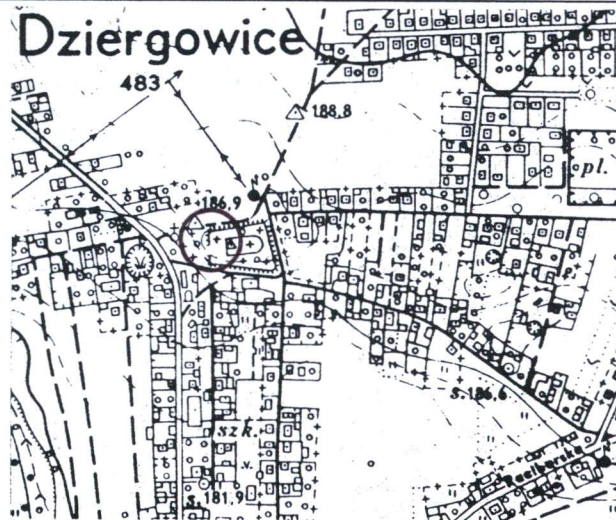 Dziergowice
483
188,8
pl.
186,9
s.186,6
szk.
Raciborska
s.181,9